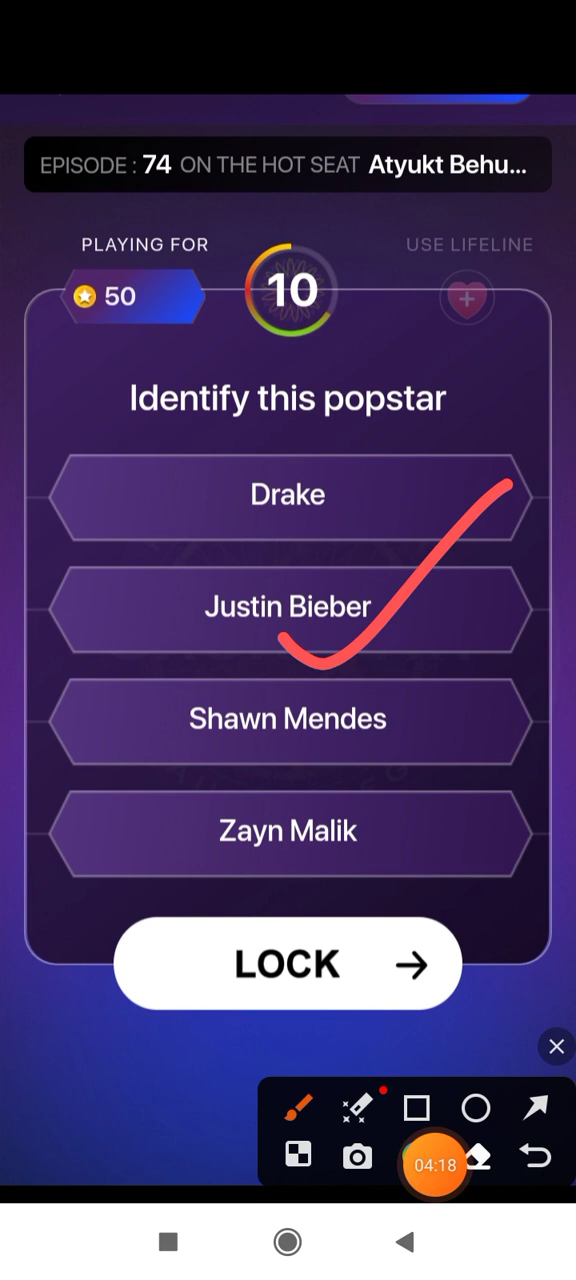 EPISODE : 74 ON THE HOT SEAT Atyukt Behu...
PLAYING FOR
USE LIFELINE
50
10
Identify this popstar
Drake
Justin Bieber
Shawn Mendes
Zayn Malik
LOCK
04:18